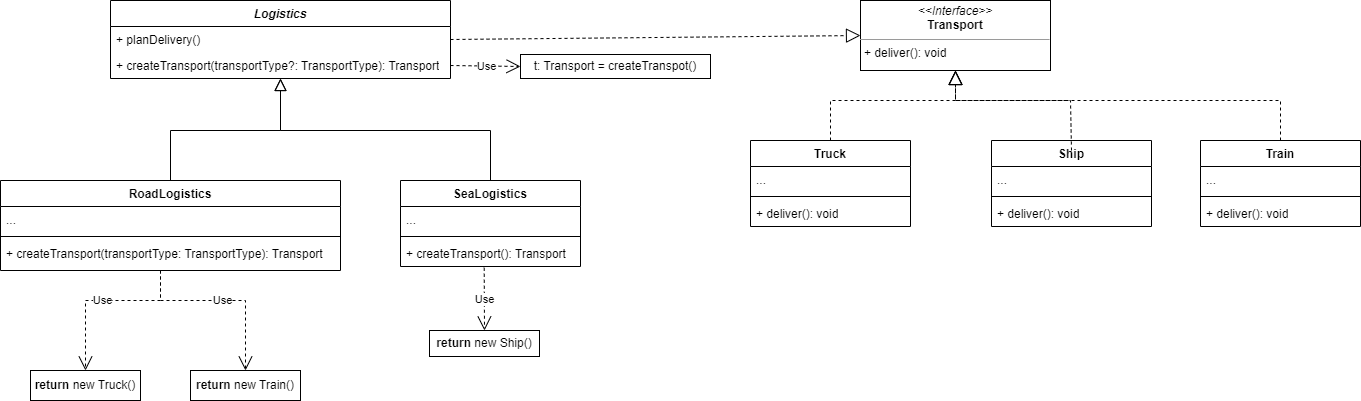 Logistics
+ planDelivery()
+ createTransport(transportType?: TransportType): Transport
Use
t: Transport = createTranspot()
<<Interface>>
Transport
+ deliver(): void
Truck
...
+ deliver(): void
Ship
...
+ deliver(): void
Train
...
+ deliver(): void
RoadLogistics
...
+ createTransport(transportType: TransportType): Transport
SeaLogistics
...
+ createTransport(): Transport
Use
Use
Use
return new Ship()
return new Truck()
return new Train()